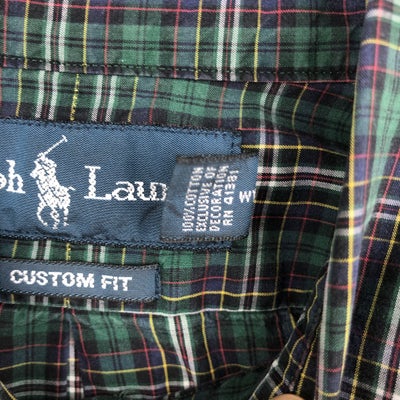 ph Lau
100% COTTON
EXCLUSIVE OF
DECORATION
RN 41381
CUSTOM FIT